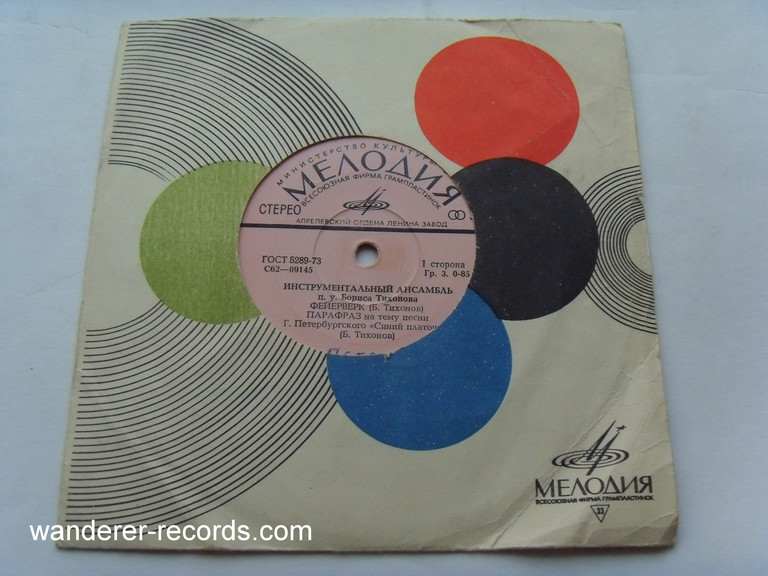 МИНИСТЕРСТВО КУЛЬТУРЫ
МЕЛОДИЯ
ВСЕСОЮЗНАЯ ФИРМА ГРАМПЛАСТИНОК
СТЕРЕО
АПРЕЛЕВСКИЙ ОРДЕНА ЛЕНИНА ЗАВОД
ГОСТ 5289-73
С62—09145
1 сторона
Гр. 3. 0-85
ИНСТРУМЕНТАЛЬНЫЙ АНСАМБЛЬ
п. у. Бориса Тихонова
ФЕЙЕРВЕРК (Б. Тихонов)
ПАРАФРАЗ на тему песни
Г. Петербургского «Синий платоч
(Б. Тихонов)
МЕЛОДИЯ
ВСЕСОЮЗНАЯ ФИРМА ГРАМПЛАСТИНОК
33
wanderer-records.com